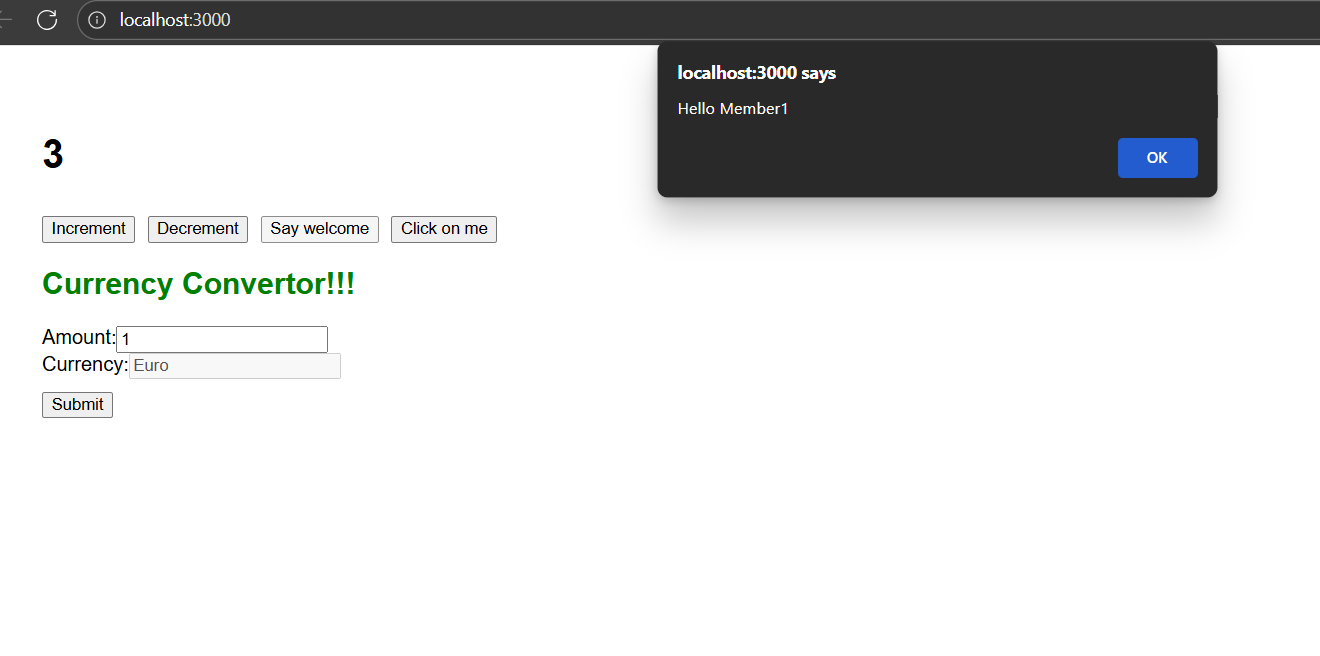 localhost:3000
localhost:3000 says
Hello Member1
OK
3
Increment Decrement Say welcome Click on me
Currency Convertor!!!
Amount: 1
Currency: Euro
Submit